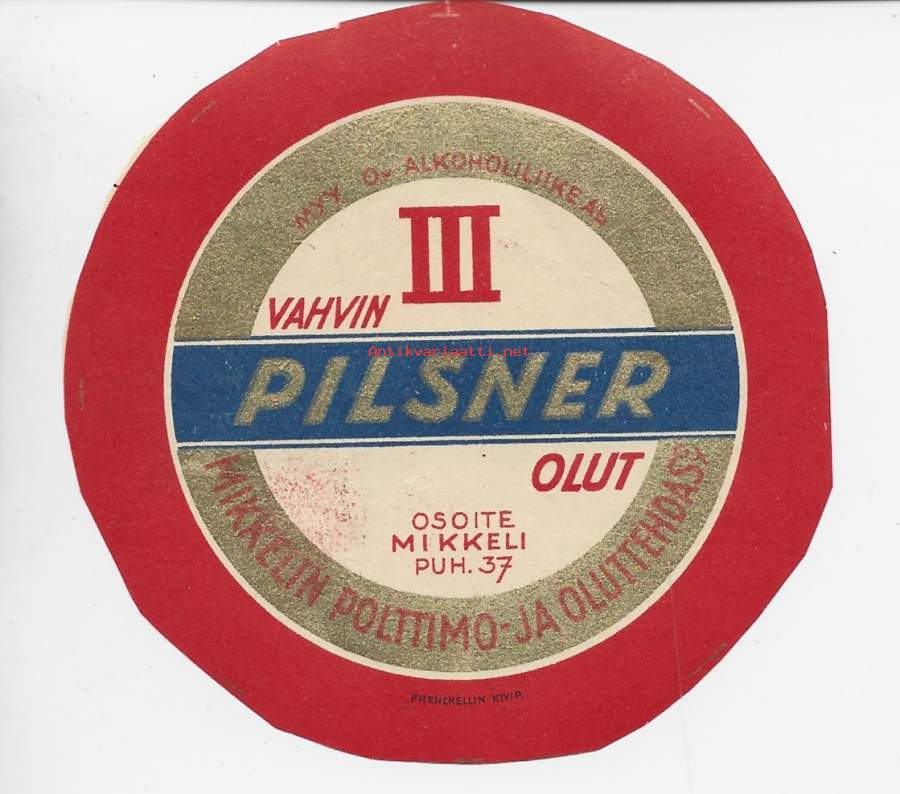 MYY Oy ALKOHOLILIIKE AB
III
VAHVIN
Antikvariaatti.net
PILSNER
OLUT
OSOITE
MIKKELI
PUH. 37
MIKKELIN POLTTIMO-JA OLUTTEHDAS
FRENCKELLIN KIVIP.